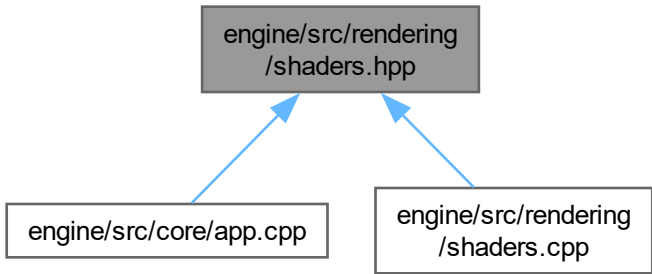 engine/src/rendering
/shaders.hpp
engine/src/core/app.cpp
engine/src/rendering
/shaders.cpp